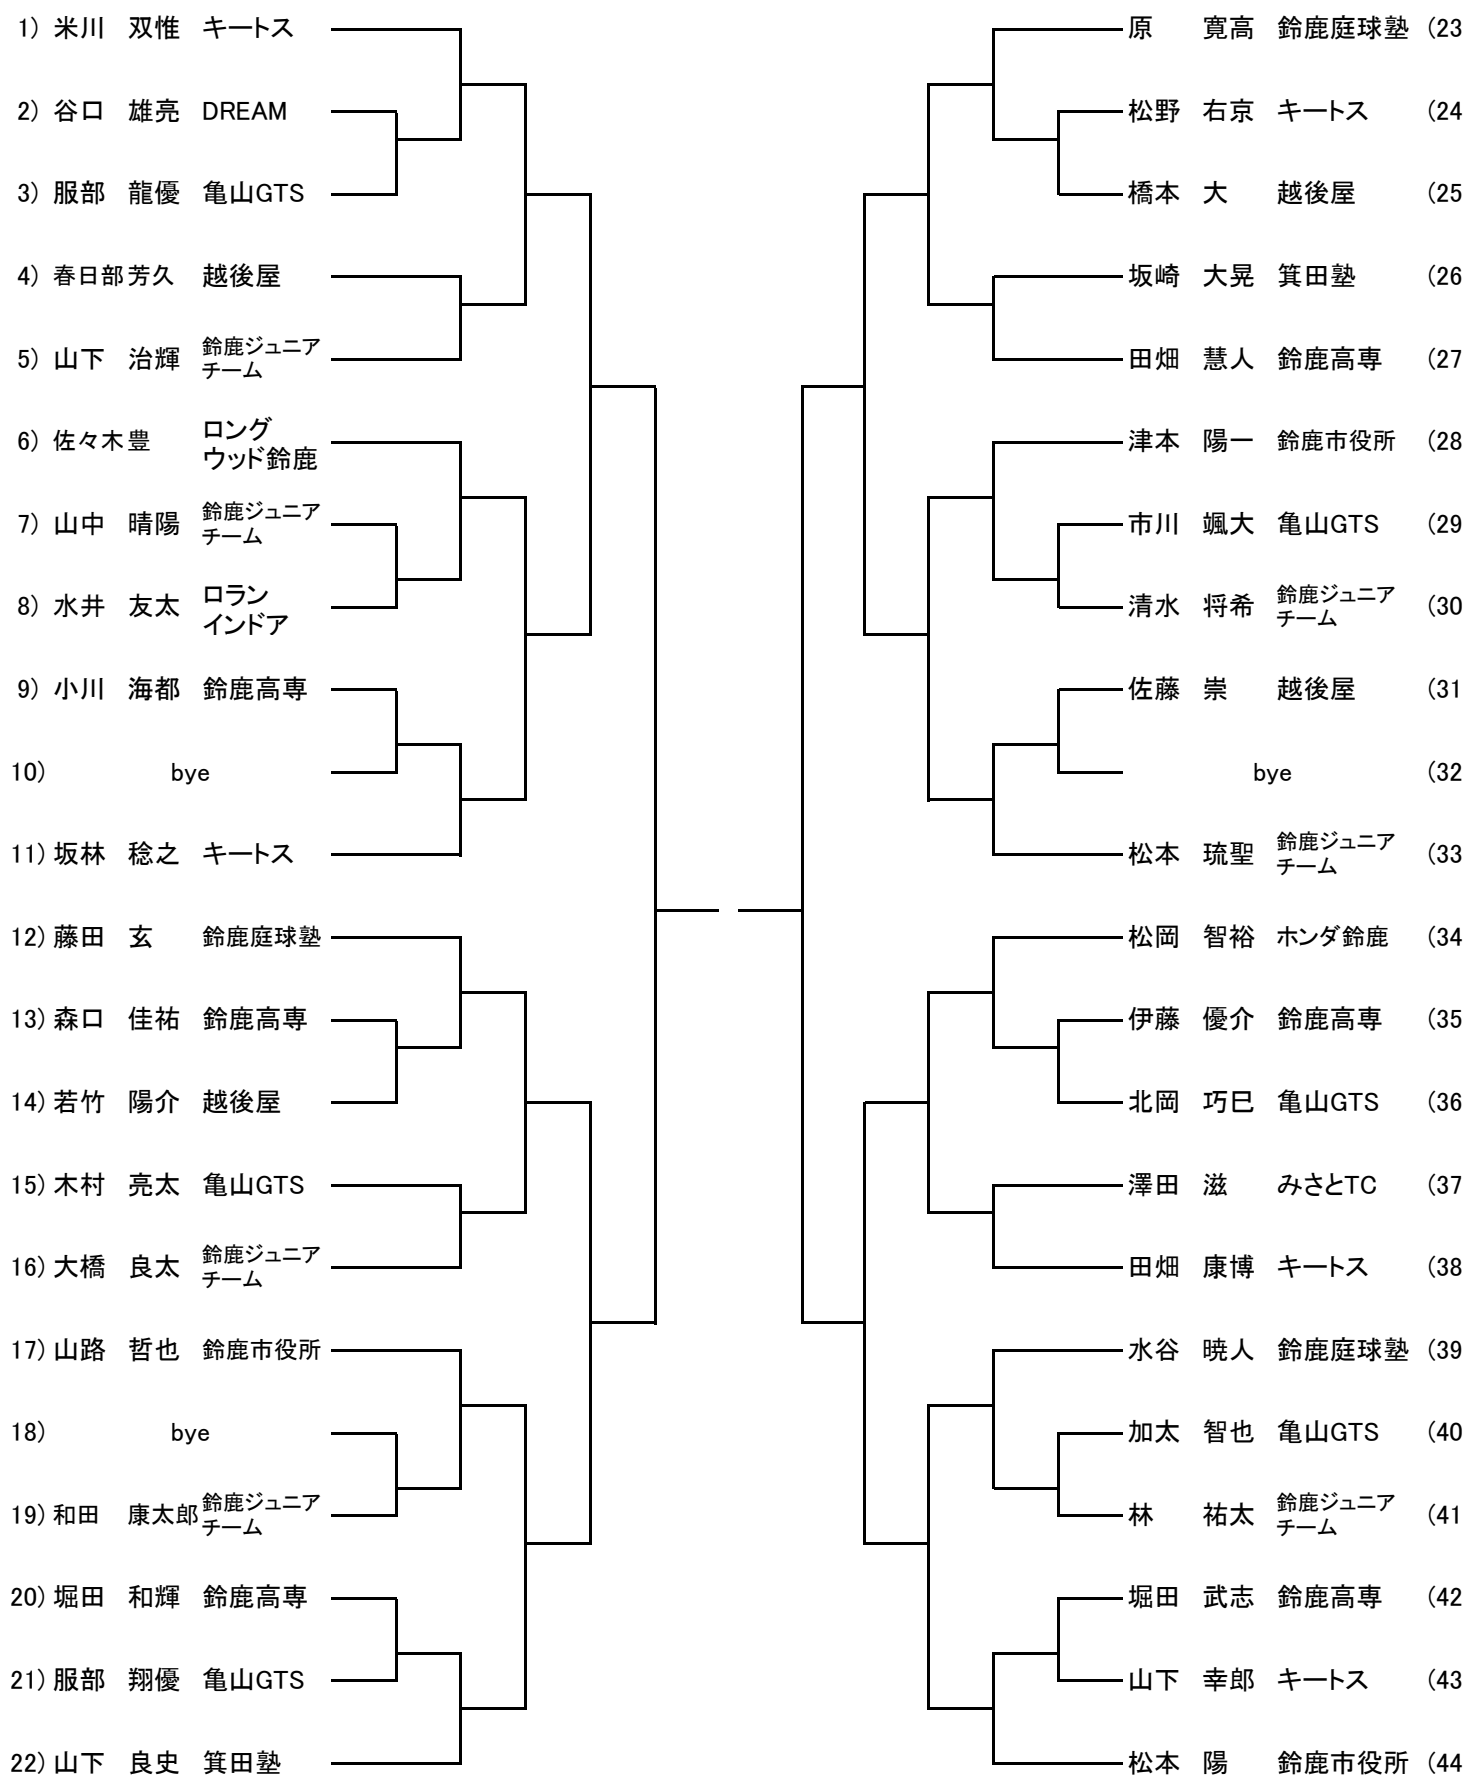 1) 米川 双惟 キートス
2) 谷口 雄亮 DREAM
3) 服部 龍優 亀山GTS
4) 春日部 芳久 越後屋
5) 山下 治輝 鈴鹿ジュニア
チーム
6) 佐々木 豊 ロング
ウッド鈴鹿
7) 山中 晴陽 鈴鹿ジュニア
チーム
8) 水井 友太 ロラン
インドア
9) 小川 海都 鈴鹿高専
10) bye
11) 坂林 稔之 キートス
12) 藤田 玄 鈴鹿庭球塾
13) 森口 佳祐 鈴鹿高専
14) 若竹 陽介 越後屋
15) 木村 亮太 亀山GTS
16) 大橋 良太 鈴鹿ジュニア
チーム
17) 山路 哲也 鈴鹿市役所
18) bye
19) 和田 康太郎 鈴鹿ジュニア
チーム
20) 堀田 和輝 鈴鹿高専
21) 服部 翔優 亀山GTS
22) 山下 良史 箕田塾
原 寛高 鈴鹿庭球塾 (23
松野 右京 キートス (24
橋本 大 越後屋 (25
坂崎 大晃 箕田塾 (26
田畑 慧人 鈴鹿高専 (27
津本 陽一 鈴鹿市役所 (28
市川 颯大 亀山GTS (29
清水 将希 鈴鹿ジュニア
チーム (30
佐藤 崇 越後屋 (31
bye (32
松本 琉聖 鈴鹿ジュニア
チーム (33
松岡 智裕 ホンダ鈴鹿 (34
伊藤 優介 鈴鹿高専 (35
北岡 巧巳 亀山GTS (36
澤田 滋 みさとTC (37
田畑 康博 キートス (38
水谷 暁人 鈴鹿庭球塾 (39
加太 智也 亀山GTS (40
林 祐太 鈴鹿ジュニア
チーム (41
堀田 武志 鈴鹿高専 (42
山下 幸郎 キートス (43
松本 陽 鈴鹿市役所 (44